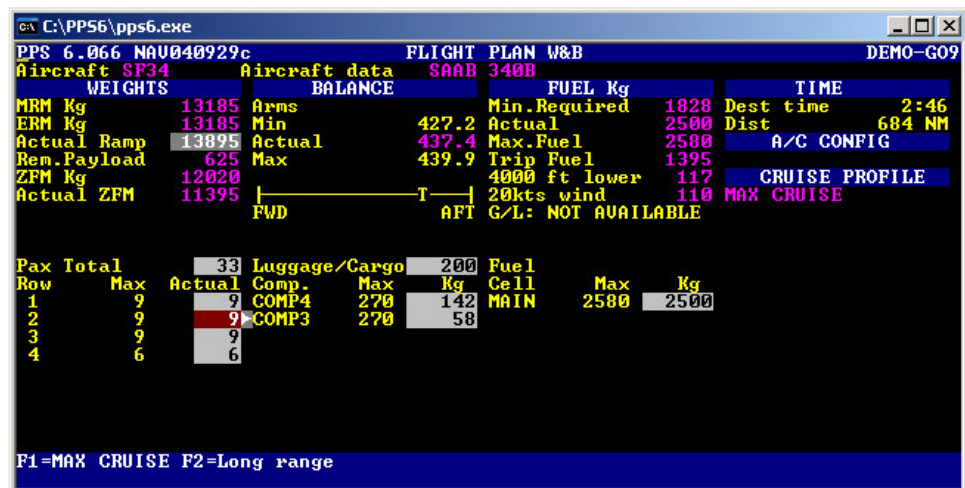 C:\PPS6\pps6.exe
PPS 6.066 NAV040929c FLIGHT PLAN W&B DEMO-GO9
Aircraft SF34 Aircraft data SAAB 340B
WEIGHTS BALANCE FUEL Kg TIME
MRM Kg 13185 Arms Min.Required 1828 Dest time 2:46
ERM Kg 13185 Min 427.2 Actual 2500 Dist 684 NM
Actual Ramp 13895 Actual 437.4 Max.Fuel 2580 A/C CONFIG
Rem.Payload 625 Max 439.9 Trip Fuel 1395
ZFM Kg 12020 4000 ft lower 117 CRUISE PROFILE
Actual ZFM 11395 T 20kts wind 110 MAX CRUISE
FWD AFT G/L: NOT AVAILABLE
Pax Total 33 Luggage/Cargo 200 Fuel
Row Max Actual Comp. Max Kg Cell Max Kg
1 9 9 COMP4 270 142 MAIN 2580 2500
2 9 9 COMP3 270 58
3 9 9
4 6 6
F1=MAX CRUISE F2=Long range